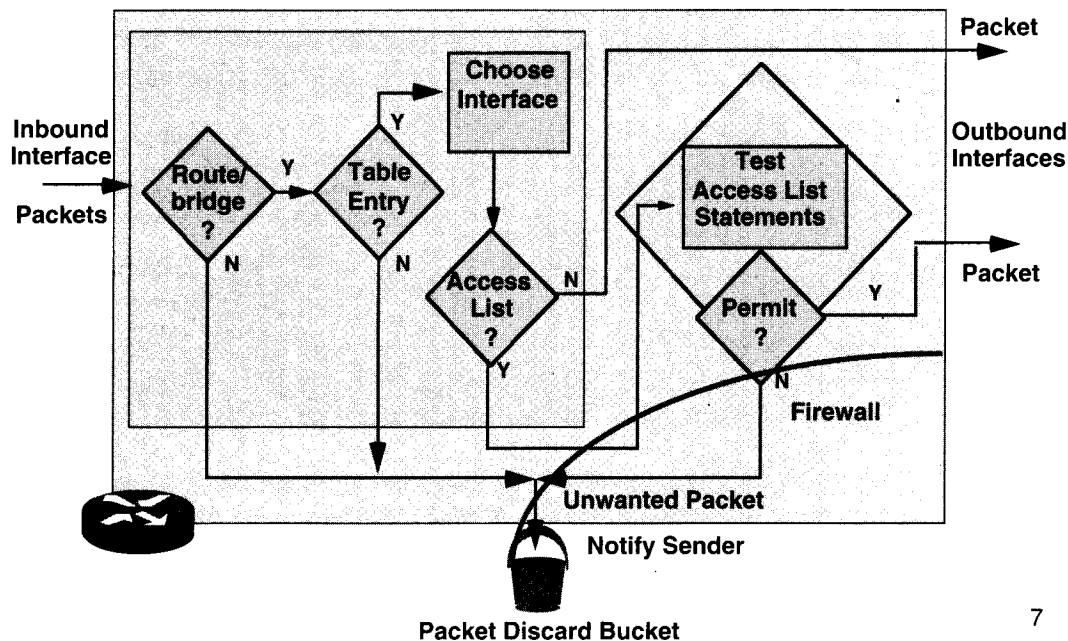 Packet
Choose
Interface
Y
Inbound
Interface
Packets
Route/
bridge
?
Y
N
Table
Entry
?
N
Access
List
?
N
Y
Test
Access List
Statements
Outbound
Interfaces
Packet
Permit
?
Y
N
Firewall
Unwanted Packet
Notify Sender
Packet Discard Bucket
7